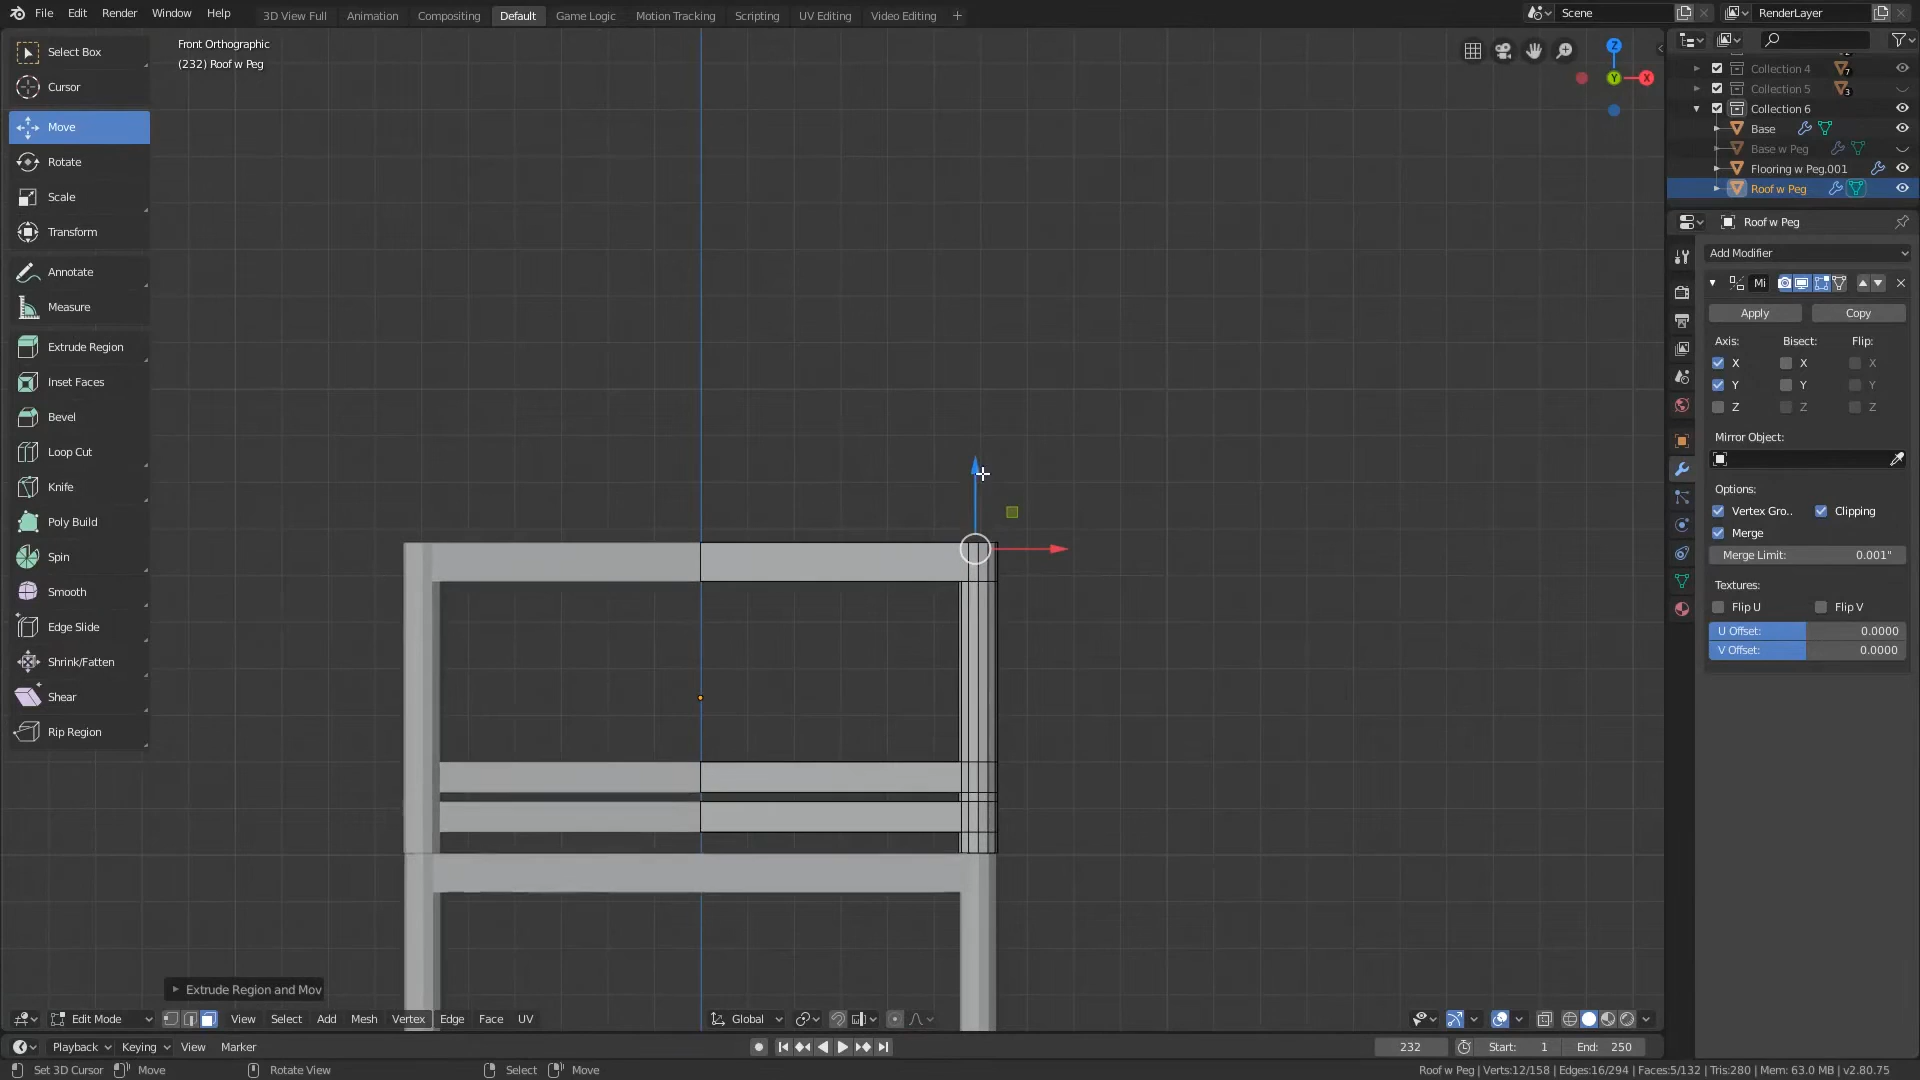 File Edit Render Window Help 3D View Full Animation Compositing Default Game Logic Motion Tracking Scripting UV Editing Video Editing + Scene RenderLayer
Front Orthographic
(232) Roof w Peg
Select Box
Cursor
Move
Rotate
Scale
Transform
Annotate
Measure
Extrude Region
Inset Faces
Bevel
Loop Cut
Knife
Poly Build
Spin
Smooth
Edge Slide
Shrink/Fatten
Shear
Rip Region
Z
Y
X
Collection 4 7
Collection 5 3
Collection 6
Base
Base w Peg
Flooring w Peg.001
Roof w Peg
Roof w Peg
Add Modifier
Mi
Apply Copy
Axis: Bisect: Flip:
X X X
Y Y Y
Z Z Z
Mirror Object:
Options:
Vertex Gro.. Clipping
Merge
Merge Limit: 0.001"
Textures:
Flip U Flip V
U Offset: 0.0000
V Offset: 0.0000
Extrude Region and Mov
Edit Mode View Select Add Mesh Vertex Edge Face UV Global
Playback Keying View Marker 232 Start: 1 End: 250
Set 3D Cursor Move Rotate View Select Move Roof w Peg | Verts:12/158 | Edges:16/294 | Faces:5/132 | Tris:280 | Mem: 63.0 MB | v2.80.75